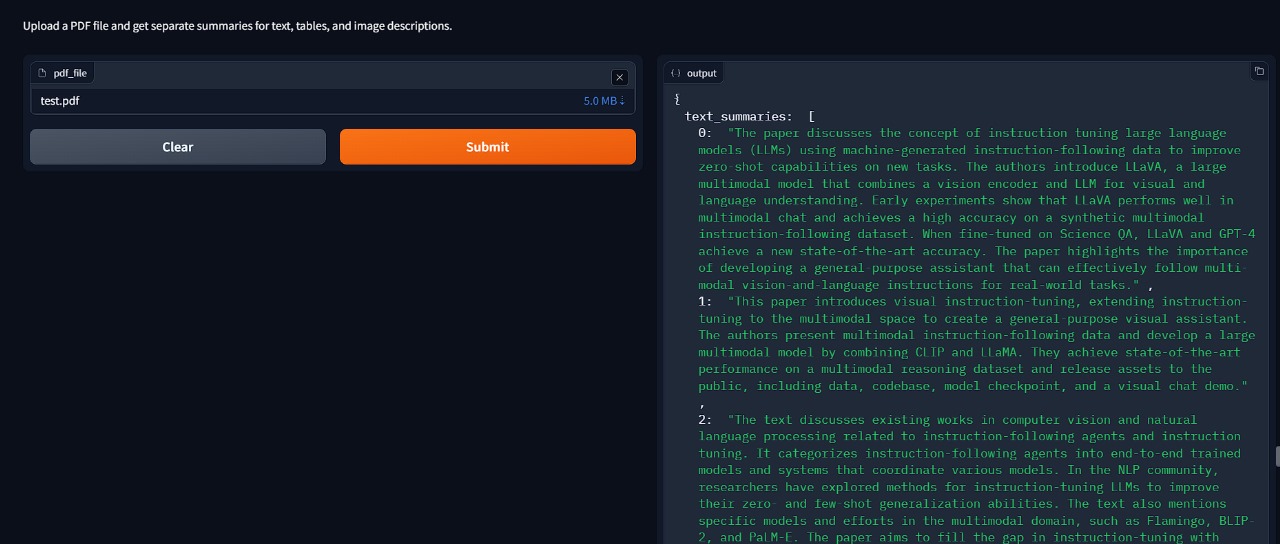 Upload a PDF file and get separate summaries for text, tables, and image descriptions.
pdf_file
test.pdf
5.0 MB ↓
Clear
Submit
{·} output
{
text_summaries: [
0: "The paper discusses the concept of instruction tuning large language
models (LLMs) using machine-generated instruction-following data to improve
zero-shot capabilities on new tasks. The authors introduce LLaVA, a large
multimodal model that combines a vision encoder and LLM for visual and
language understanding. Early experiments show that LLaVA performs well in
multimodal chat and achieves a high accuracy on a synthetic multimodal
instruction-following dataset. When fine-tuned on Science QA, LLaVA and GPT-4
achieve a new state-of-the-art accuracy. The paper highlights the importance
of developing a general-purpose assistant that can effectively follow multi-
modal vision-and-language instructions for real-world tasks." ,
1: "This paper introduces visual instruction-tuning, extending instruction-
tuning to the multimodal space to create a general-purpose visual assistant.
The authors present multimodal instruction-following data and develop a large
multimodal model by combining CLIP and LLaMA. They achieve state-of-the-art
performance on a multimodal reasoning dataset and release assets to the
public, including data, codebase, model checkpoint, and a visual chat demo."
,
2: "The text discusses existing works in computer vision and natural
language processing related to instruction-following agents and instruction
tuning. It categorizes instruction-following agents into end-to-end trained
models and systems that coordinate various models. In the NLP community,
researchers have explored methods for instruction-tuning LLMs to improve
their zero- and few-shot generalization abilities. The text also mentions
specific models and efforts in the multimodal domain, such as Flamingo, BLIP-
2, and PaLM-E. The paper aims to fill the gap in instruction-tuning with